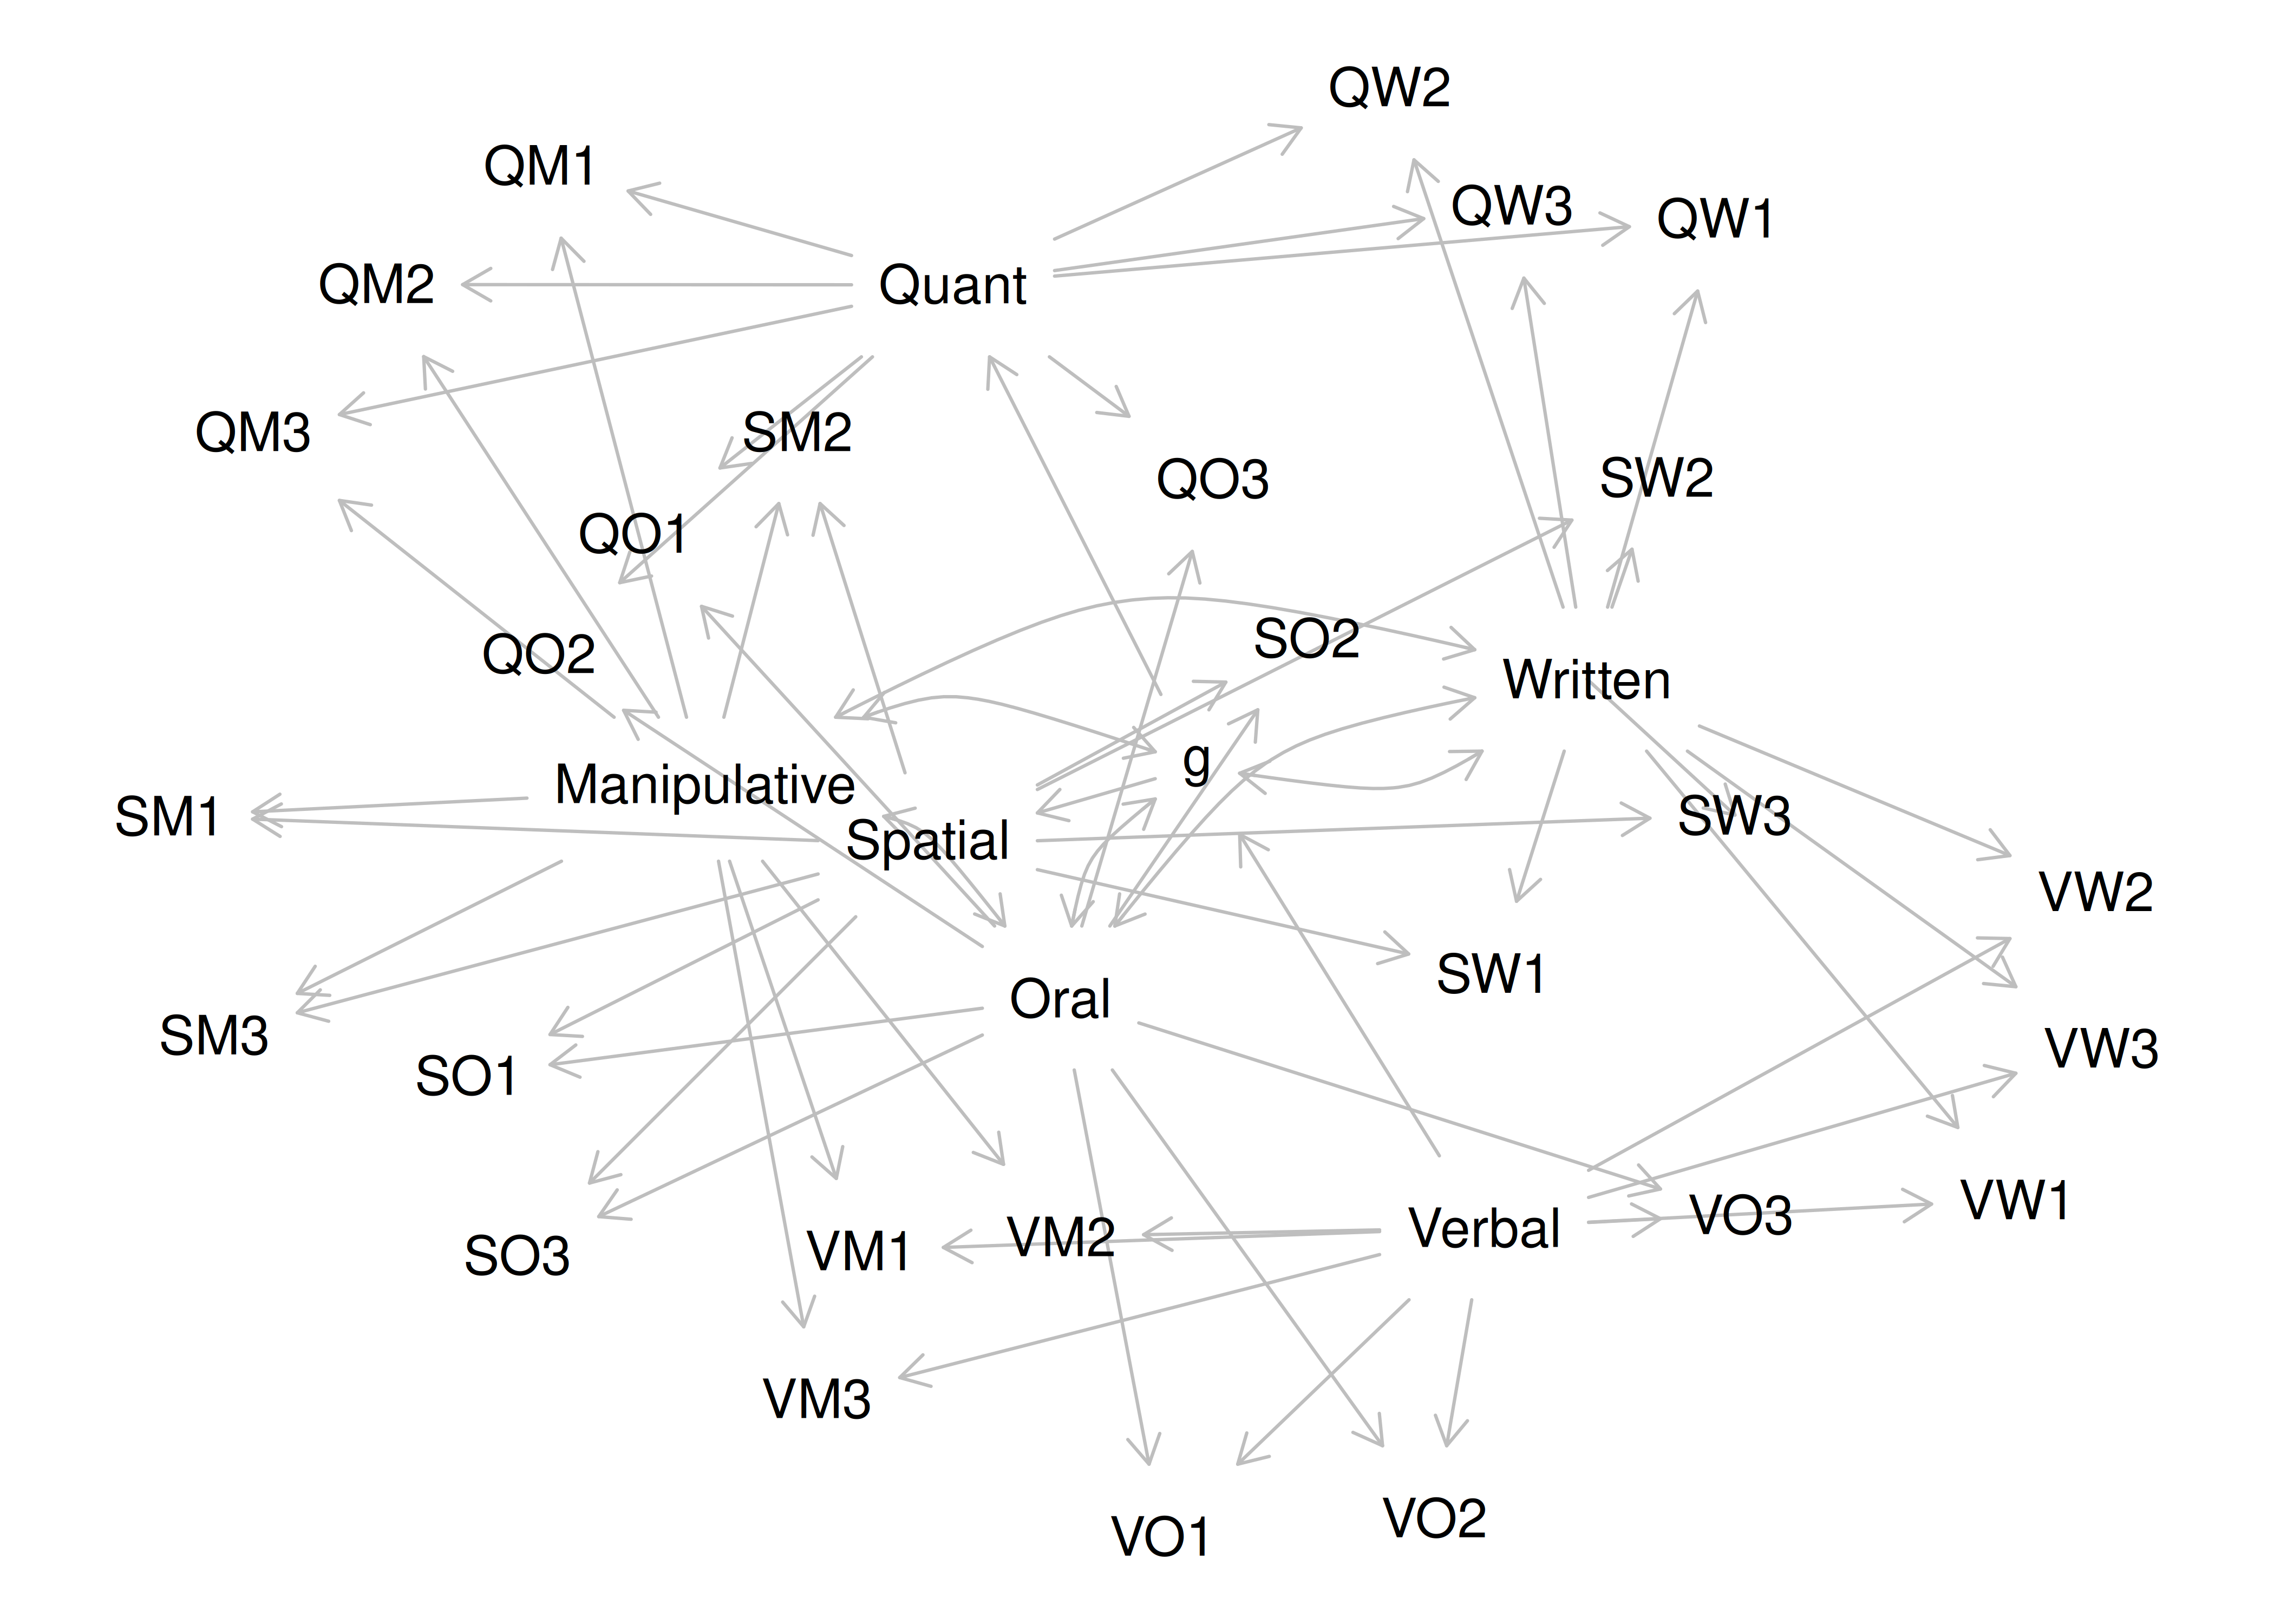 QW2
QM1
QW3
QW1
QM2
Quant
QM3
SM2
QO3
SW2
QO1
SO2
QO2
Written
g
Manipulative
SM1
Spatial
SW3
VW2
SW1
Oral
SM3
VW3
SO1
VW1
VO3
Verbal
VM2
VM1
SO3
VM3
VO2
VO1